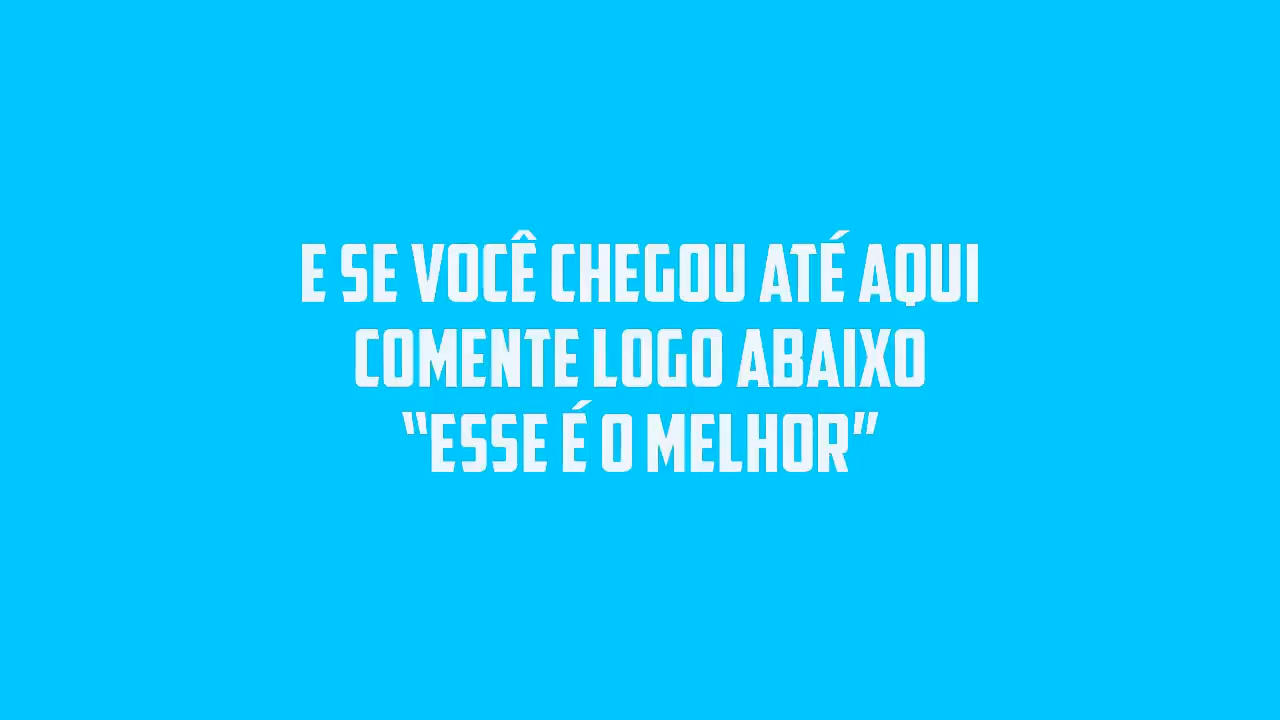 E SE VOCÊ CHEGOU ATÉ AQUI
COMENTE LOGO ABAIXO
“ESSE É O MELHOR”